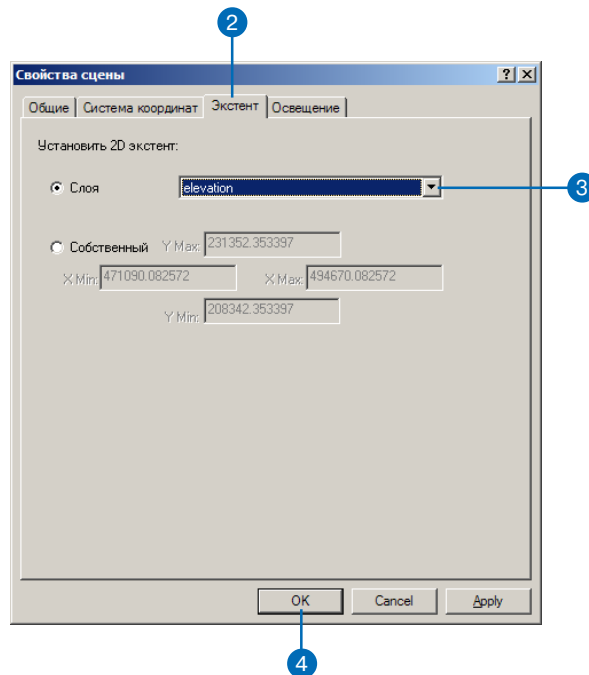 2
Свойства сцены
Общие Система координат Экстент Освещение
Установить 2D экстент:
Слоя elevation
3
Собственный Y Max: 231352.353397
X Min: 471090.082572 X Max: 494670.082572
Y Min: 208342.353397
OK Cancel Apply
4